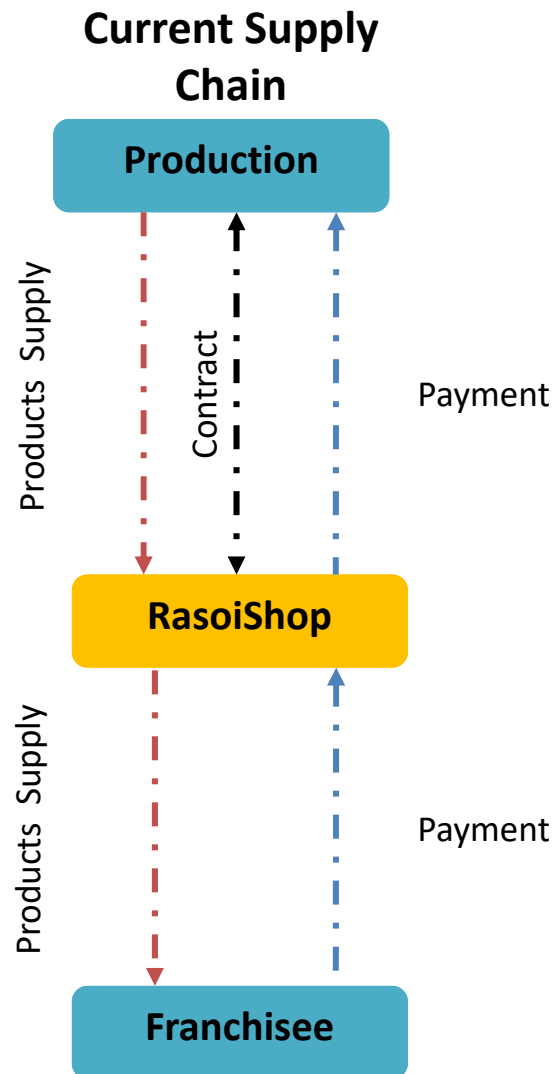 Current Supply
Chain
Production
Products  Supply
Contract
Payment
RasoiShop
Products  Supply
Payment
Franchisee